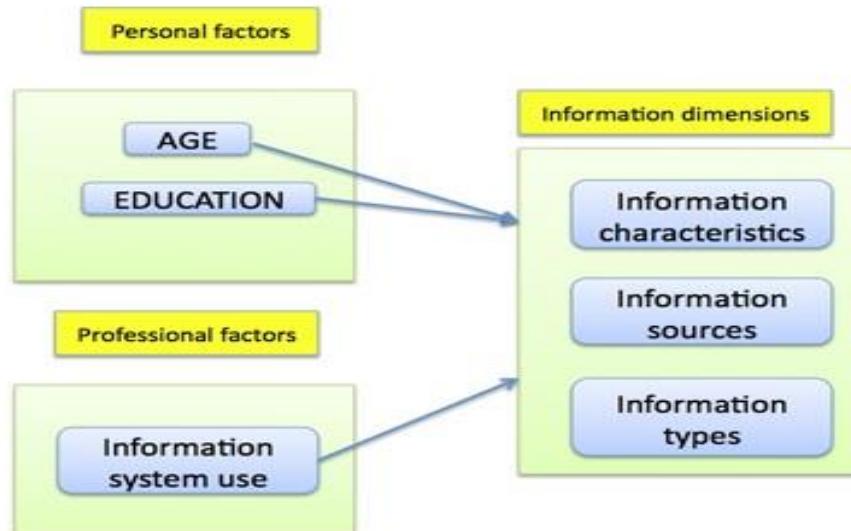 Personal factors
AGE
EDUCATION
Professional factors
Information
system use
Information dimensions
Information
characteristics
Information
sources
Information
types